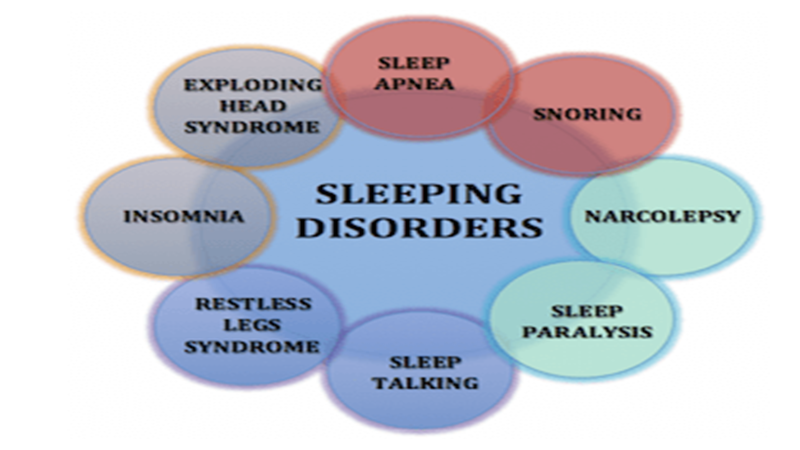 SLEEPING
DISORDERS
SLEEP
APNEA
SNORING
NARCOLEPSY
SLEEP
PARALYSIS
SLEEP
TALKING
RESTLESS
LEGS
SYNDROME
INSOMNIA
EXPLODING
HEAD
SYNDROME